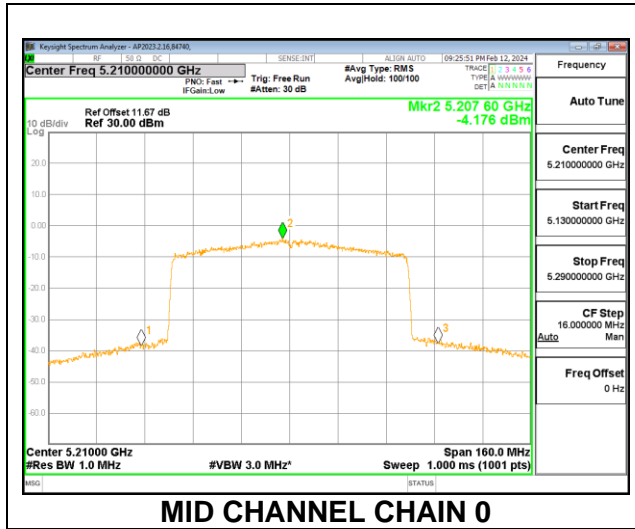 Keysight Spectrum Analyzer - AP2023.2.16,84740,
RF 50 Ω DC SENSE:INT ALIGN AUTO 09:25:51 PM Feb 12, 2024
Center Freq 5.210000000 GHz
PNO: Fast
IFGain:Low
Trig: Free Run
#Atten: 30 dB
#Avg Type: RMS
Avg|Hold: 100/100
TRACE 1 2 3 4 5 6
TYPE A WWWWW
DET A N N N N N
Ref Offset 11.67 dB
10 dB/div Ref 30.00 dBm
Log
Mkr2 5.207 60 GHz
-4.176 dBm
20.0
10.0
0.00
-10.0
-20.0
-30.0
-40.0
-50.0
-60.0
1
2
3
Center 5.21000 GHz Span 160.0 MHz
#Res BW 1.0 MHz #VBW 3.0 MHz* Sweep 1.000 ms (1001 pts)
MSG STATUS
Frequency
Auto Tune
Center Freq
5.210000000 GHz
Start Freq
5.130000000 GHz
Stop Freq
5.290000000 GHz
CF Step
16.000000 MHz
Auto Man
Freq Offset
0 Hz
MID CHANNEL CHAIN 0